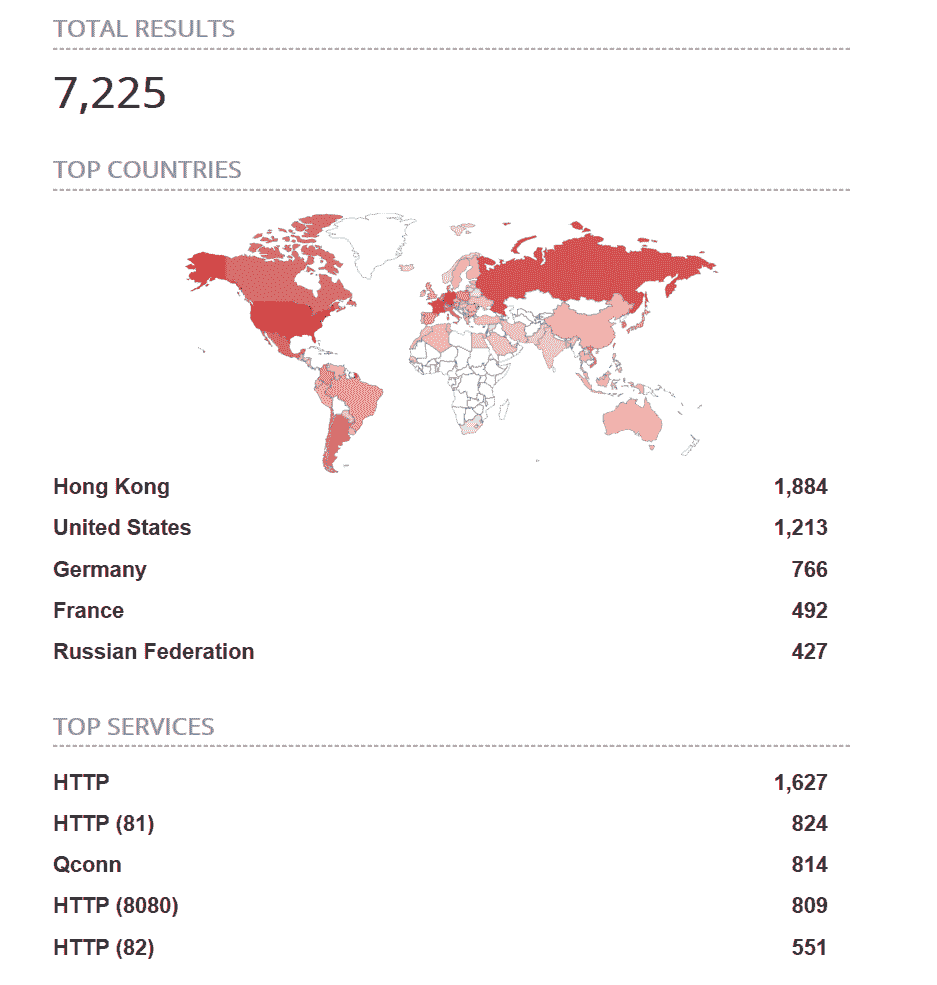 TOTAL RESULTS
7,225
TOP COUNTRIES
Hong Kong 1,884
United States 1,213
Germany 766
France 492
Russian Federation 427
TOP SERVICES
HTTP 1,627
HTTP (81) 824
Qconn 814
HTTP (8080) 809
HTTP (82) 551